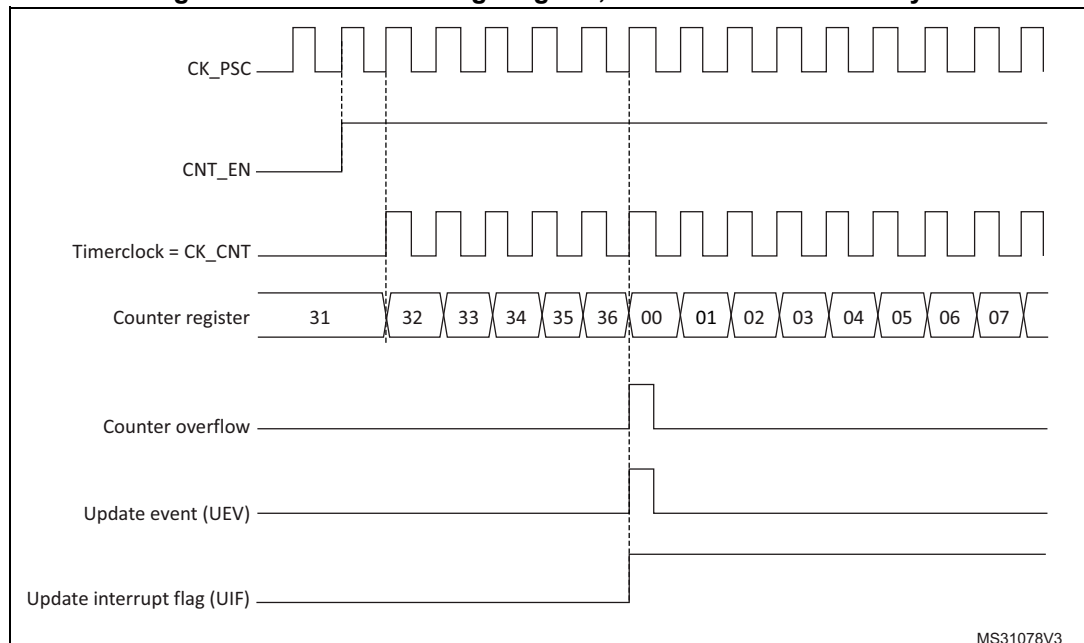 CK_PSC
CNT_EN
Timerclock = CK_CNT
Counter register 31 32 33 34 35 36 00 01 02 03 04 05 06 07
Counter overflow
Update event (UEV)
Update interrupt flag (UIF)
MS31078V3